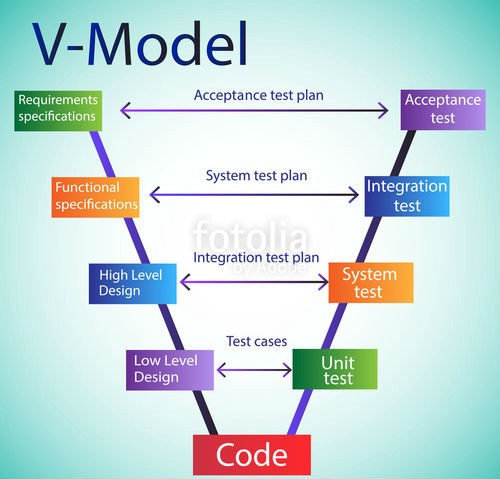 V-Model
Requirements
specifications
Acceptance test plan
Acceptance
test
Functional
specifications
System test plan
Integration
test
fotolia
by Adobe
High Level
Design
Integration test plan
System
test
Low Level
Design
Test cases
Unit
test
Code